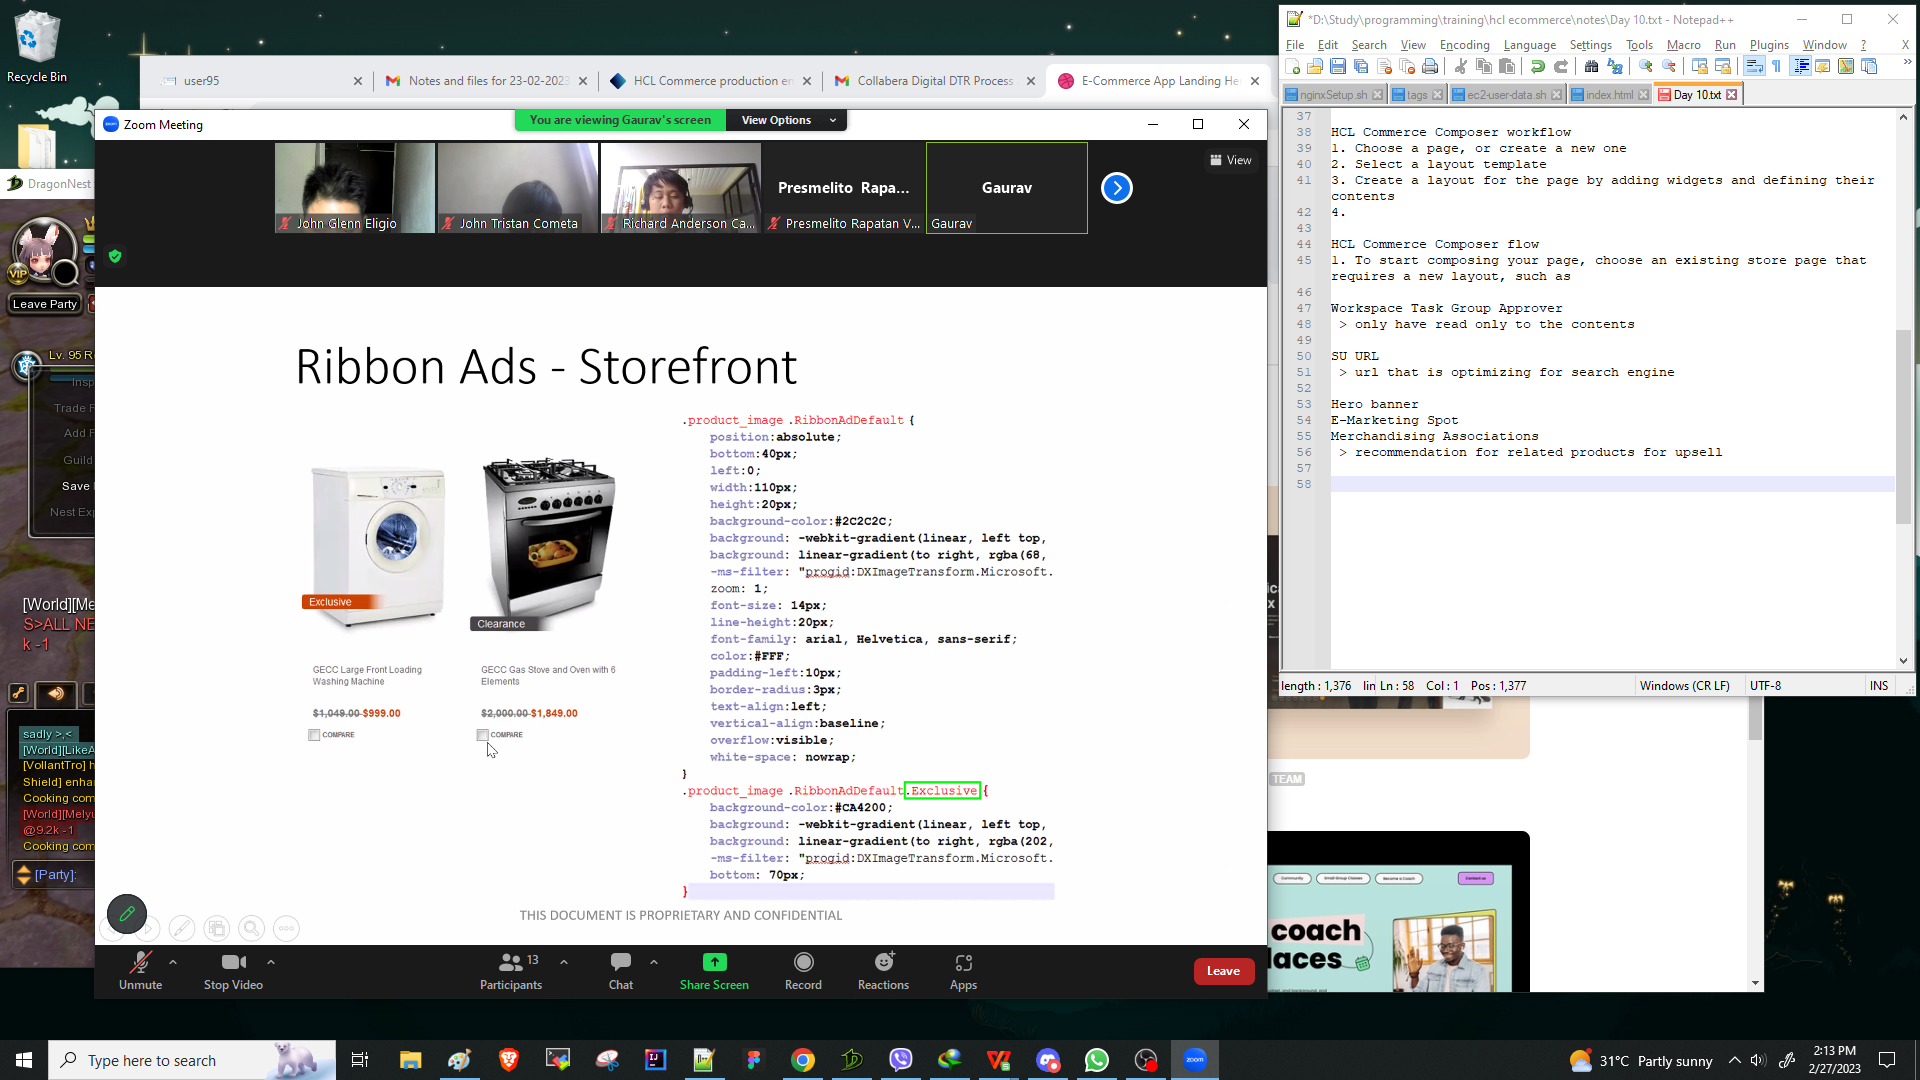 Recycle Bin
user95
Notes and files for 23-02-2023
HCL Commerce production en
Collabera Digital DTR Process
E-Commerce App Landing He
Zoom Meeting
You are viewing Gaurav's screen
View Options
View
John Glenn Eligio
John Tristan Cometa
Richard Anderson Ca...
Presmelito Rapa...
Presmelito Rapatan V...
Gaurav
Gaurav
Ribbon Ads - Storefront
Exclusive
Clearance
GECC Large Front Loading
Washing Machine
GECC Gas Stove and Oven with 6
Elements
$1,049.00 $999.00
$2,000.00 $1,849.00
COMPARE
COMPARE
.product_image .RibbonAdDefault {
position:absolute;
bottom:40px;
left:0;
width:110px;
height:20px;
background-color:#2C2C2C;
background: -webkit-gradient(linear, left top,
background: linear-gradient(to right, rgba(68,
-ms-filter: "progid:DXImageTransform.Microsoft.
zoom: 1;
font-size: 14px;
line-height:20px;
font-family: arial, Helvetica, sans-serif;
color:#FFF;
padding-left:10px;
border-radius:3px;
text-align:left;
vertical-align:baseline;
overflow:visible;
white-space: nowrap;
}
.product_image .RibbonAdDefault.Exclusive {
background-color:#CA4200;
background: -webkit-gradient(linear, left top,
background: linear-gradient(to right, rgba(202,
-ms-filter: "progid:DXImageTransform.Microsoft.
bottom: 70px;
}
THIS DOCUMENT IS PROPRIETARY AND CONFIDENTIAL
Unmute
Stop Video
13
Participants
Chat
Share Screen
Record
Reactions
Apps
Leave
DragonNest
VIP
Leave Party
Lv. 95 R
Insp
Trade F
Add F
Guild
Save
Nest Exp
[World][Me
S>ALL NE
k -1
sadly >,<
[World][LikeA
[VollantTro] h
Shield] enha
Cooking com
[World][Melyu
@9.2k -1
Cooking com
[Party]:
*D:\Study\programming\training\hcl ecommerce\notes\Day 10.txt - Notepad++
File Edit Search View Encoding Language Settings Tools Macro Run Plugins Window ? X
nginxSetup.sh
tags
ec2-user-data.sh
index.html
Day 10.txt
37
38 HCL Commerce Composer workflow
39 1. Choose a page, or create a new one
40 2. Select a layout template
41 3. Create a layout for the page by adding widgets and defining their
contents
42 4.
43
44 HCL Commerce Composer flow
45 1. To start composing your page, choose an existing store page that
requires a new layout, such as
46
47 Workspace Task Group Approver
48 > only have read only to the contents
49
50 SU URL
51 > url that is optimizing for search engine
52
53 Hero banner
54 E-Marketing Spot
55 Merchandising Associations
56 > recommendation for related products for upsell
57
58
length : 1,376 lin Ln : 58 Col : 1 Pos : 1,377
Windows (CR LF)
UTF-8
INS
TEAM
Community
Small Group Classes
Become a Coach
Contact us
coach
laces
Type here to search
31°C Partly sunny
2:13 PM
2/27/2023